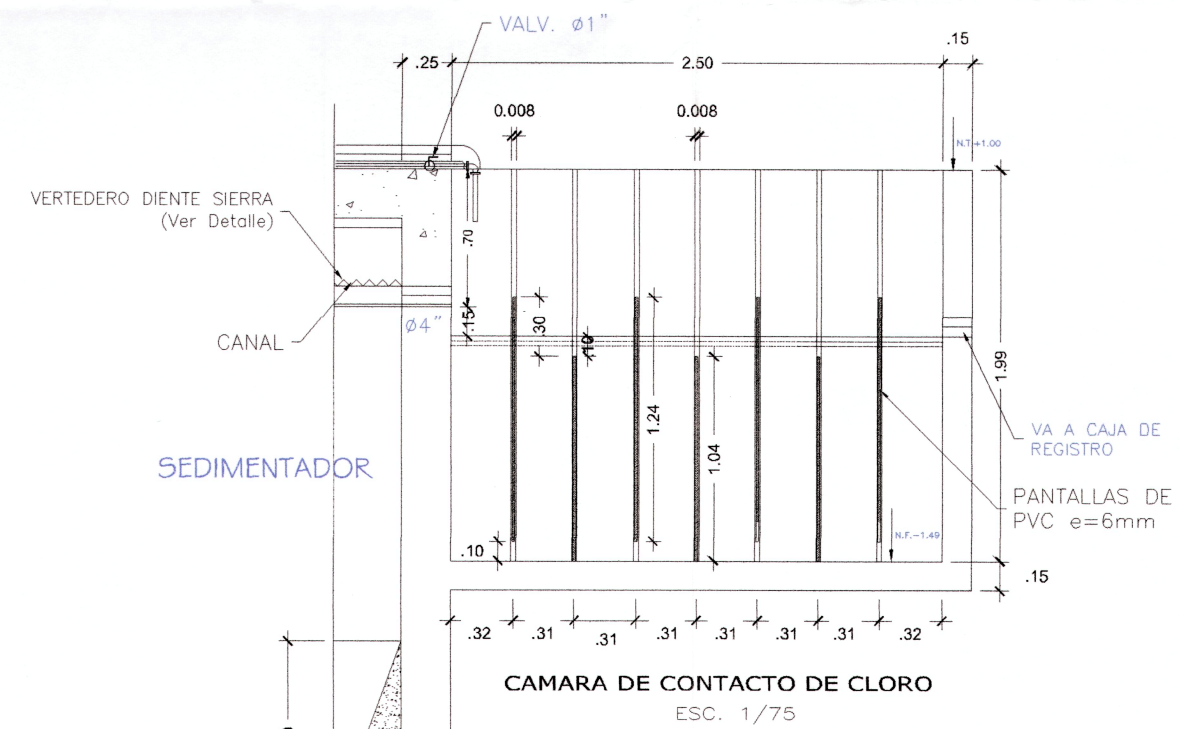 VALV. ø1"
.25
2.50
.15
0.008
0.008
N.T.+1.00
VERTEDERO DIENTE SIERRA
(Ver Detalle)
.70
CANAL
ø4"
.15
.30
.10
1.24
1.04
1.99
VA A CAJA DE
REGISTRO
SEDIMENTADOR
PANTALLAS DE
PVC e=6mm
N.F.-1.49
.10
.15
.32
.31
.31
.31
.31
.31
.31
.32
CAMARA DE CONTACTO DE CLORO
ESC. 1/75